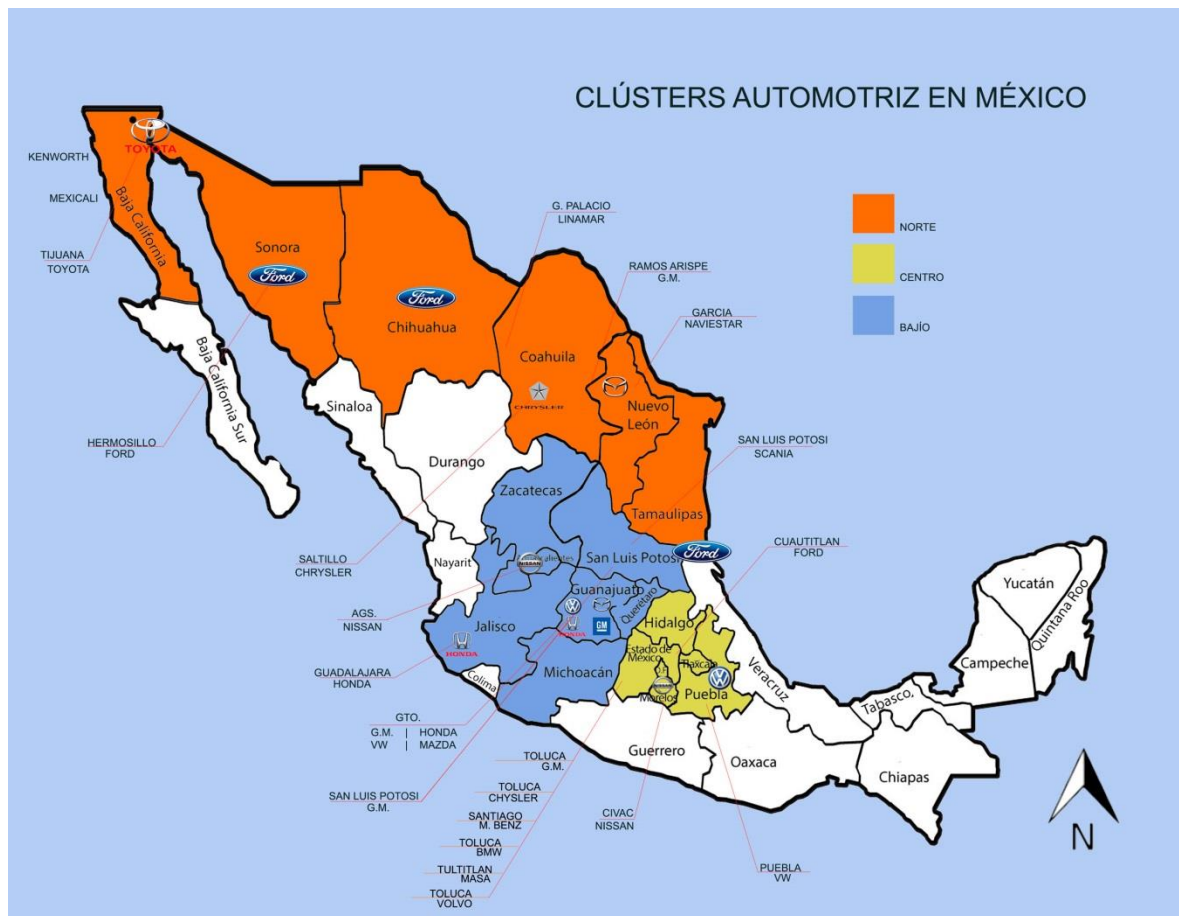 CLÚSTERS AUTOMOTRIZ EN MÉXICO
NORTE
CENTRO
BAJÍO
KENWORTH
MEXICALI
TIJUANA
TOYOTA
TOYOTA
Baja California
Baja California Sur
Sonora
Ford
Ford
Chihuahua
G. PALACIO
LINAMAR
RAMOS ARISPE
G.M.
GARCIA
NAVIESTAR
Coahuila
CHRYSLER
Nuevo
León
Sinaloa
Durango
HERMOSILLO
FORD
SAN LUIS POTOSI
SCANIA
Zacatecas
Tamaulipas
SALTILLO
CHRYSLER
Nayarit
NISSAN
San Luis Potosi
Ford
CUAUTITLAN
FORD
AGS.
NISSAN
Guanajuato
Querétaro
HONDA
GM
Jalisco
HONDA
Hidalgo
Estado de
México
Tlaxcala
D.F.
NISSAN
Morelos
Puebla
Michoacán
Colima
GUADALAJARA
HONDA
Veracruz
Yucatán
Quintana Roo
Campeche
Tabasco,
Chiapas
Oaxaca
Guerrero
GTO.
G.M. | HONDA
VW | MAZDA
SAN LUIS POTOSI
G.M.
TOLUCA
G.M.
TOLUCA
CHYSLER
SANTIAGO
M. BENZ
TOLUCA
BMW
TULTITLAN
MASA
TOLUCA
VOLVO
CIVAC
NISSAN
PUEBLA
VW
N